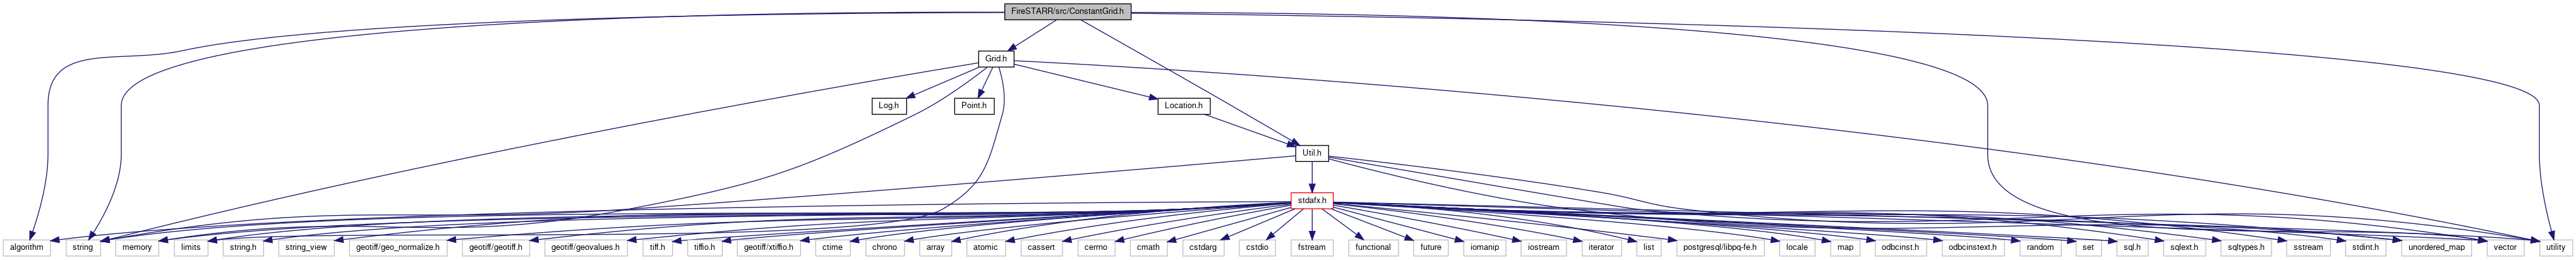 FireSTARR/src/ConstantGrid.h
Grid.h
Log.h
Point.h
Location.h
Util.h
stdafx.h
algorithm
string
memory
limits
string.h
string_view
geotiff/geo_normalize.h
geotiff/geotiff.h
geotiff/geovalues.h
tiff.h
tiffio.h
geotiff/xtiffio.h
ctime
chrono
array
atomic
cassert
cerrno
cmath
cstdarg
cstdio
fstream
functional
future
iomanip
iostream
iterator
list
postgresql/libpq-fe.h
locale
map
odbcinst.h
odbcinstext.h
random
set
sql.h
sqlext.h
sqltypes.h
sstream
stdint.h
unordered_map
vector
utility